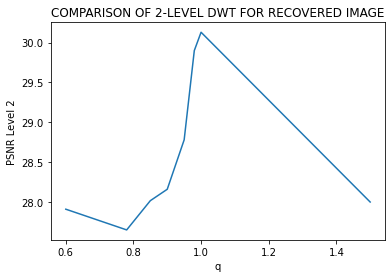 COMPARISON OF 2-LEVEL DWT FOR RECOVERED IMAGE
30.0
29.5
29.0
28.5
28.0
PSNR Level 2
0.6 0.8 1.0 1.2 1.4
q